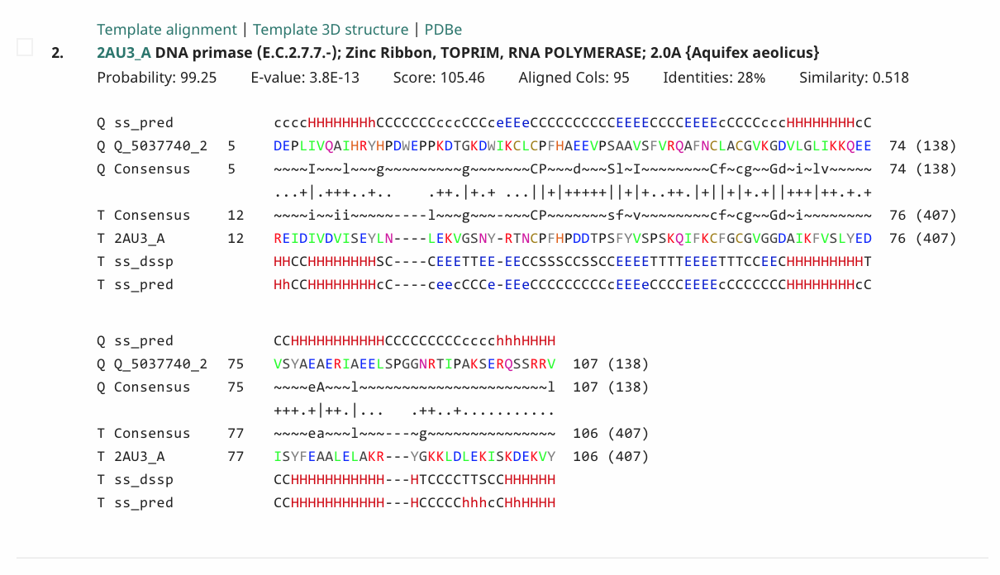 Template alignment | Template 3D structure | PDBe
2. 2AU3_A DNA primase (E.C.2.7.7.-); Zinc Ribbon, TOPRIM, RNA POLYMERASE; 2.0A {Aquifex aeolicus}
Probability: 99.25 E-value: 3.8E-13 Score: 105.46 Aligned Cols: 95 Identities: 28% Similarity: 0.518
Q ss_pred ccccHHHHHHHhCCCCCCCcccCCCCeEEeCCCCCCCCCCEEEECCCCEEEEcCCCCcccHHHHHHHHcC
Q Q_5037740_2 5 DEPLIVQAIHRYHPDWEPPKDTGKDWIKCLCPFHAEEVPSAAVSFVRQAFNCLACGVKGDVLGLIKKQEE 74 (138)
Q Consensus 5 ~~~~I~~~l~~~g~~~~~~~~~g~~~~~~~CP~~~d~~~Sl~I~~~~~~~~Cf~cg~~Gd~i~lv~~~~~ 74 (138)
...+|.+++..+..    .++.|+.+ ...||+|+++++||+|+..++.|+||+|+.+||+++|++.+.+
T Consensus 12 ~~~~i~~ii~~~~~----l~~~g~~~-~~~CP~~~~~~~sf~v~~~~~~~~cf~cg~~Gd~i~~~~~~~~ 76 (407)
T 2AU3_A 12 REIDIVDVISEYLN----LEKVGSNY-RTNCPFHPDDTPSFYVSPSKQIFKCFGCGVGGDAIKFVSLYED 76 (407)
T ss_dssp HHCCHHHHHHHHSC----CEEETTEE-EECCSSSCCSSCCEEEETTTTEEEETTTCCEECHHHHHHHHHT
T ss_pred HhCCHHHHHHHHcC----ceecCCCe-EEeCCCCCCCCCcEEEeCCCCEEEEcCCCCCCCHHHHHHHHcC
Q ss_pred CCHHHHHHHHHHHCCCCCCCCCcccchhhHHHH
Q Q_5037740_2 75 VSYAEAERIAEELSPGGNRTIPAKSERQSSRRV 107 (138)
Q Consensus 75 ~~~~eA~~~l~~~~~~~~~~~~~~~~~~~~~~l 107 (138)
+++.+|++.|...   .++..+...........
T Consensus 77 ~~~~ea~~~l~~~---~g~~~~~~~~~~~~~~~ 106 (407)
T 2AU3_A 77 ISYFEAALELAKR---YGKKLDLEKISKDEKVY 106 (407)
T ss_dssp CCHHHHHHHHHHH---HTCCCCTTSCCHHHHHH
T ss_pred CCHHHHHHHHHHH---HCCCCChhhcCHhHHHH